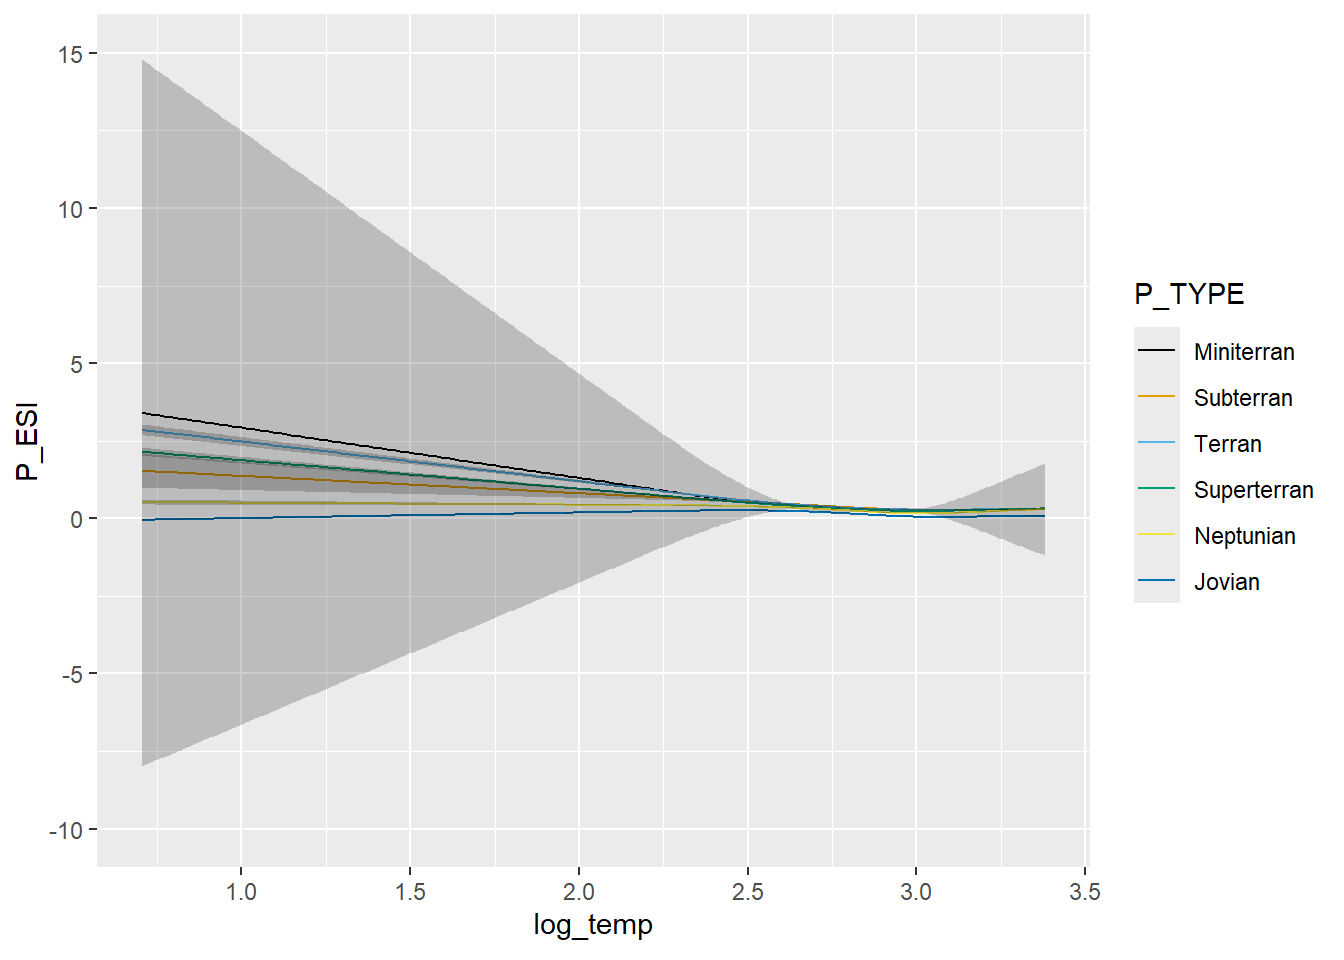 15
10
5
0
-5
-10
P_ESI
1.0 1.5 2.0 2.5 3.0 3.5
log_temp
P_TYPE
Miniterran
Subterran
Terran
Superterran
Neptunian
Jovian